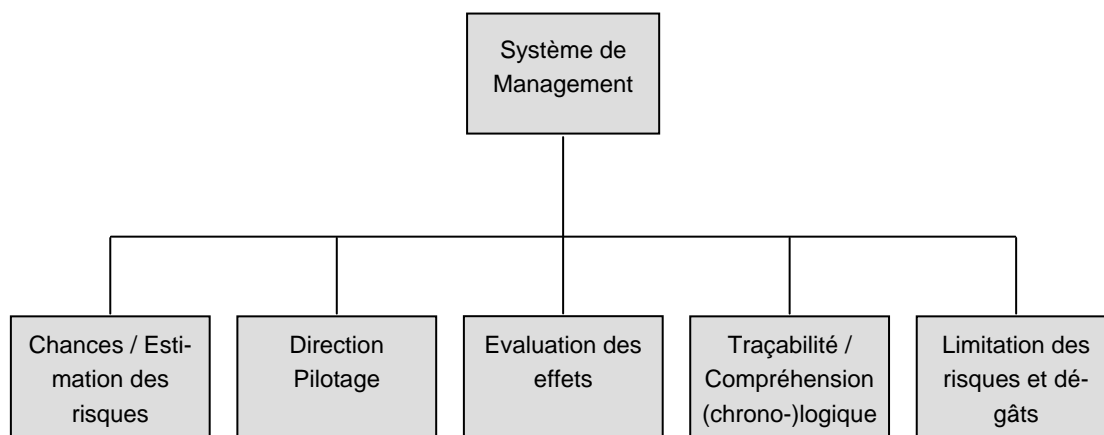 Système de
Management
Chances / Esti-
mation des
risques
Direction
Pilotage
Evaluation des
effets
Traçabilité /
Compréhension
(chrono-)logique
Limitation des
risques et dé-
gâts